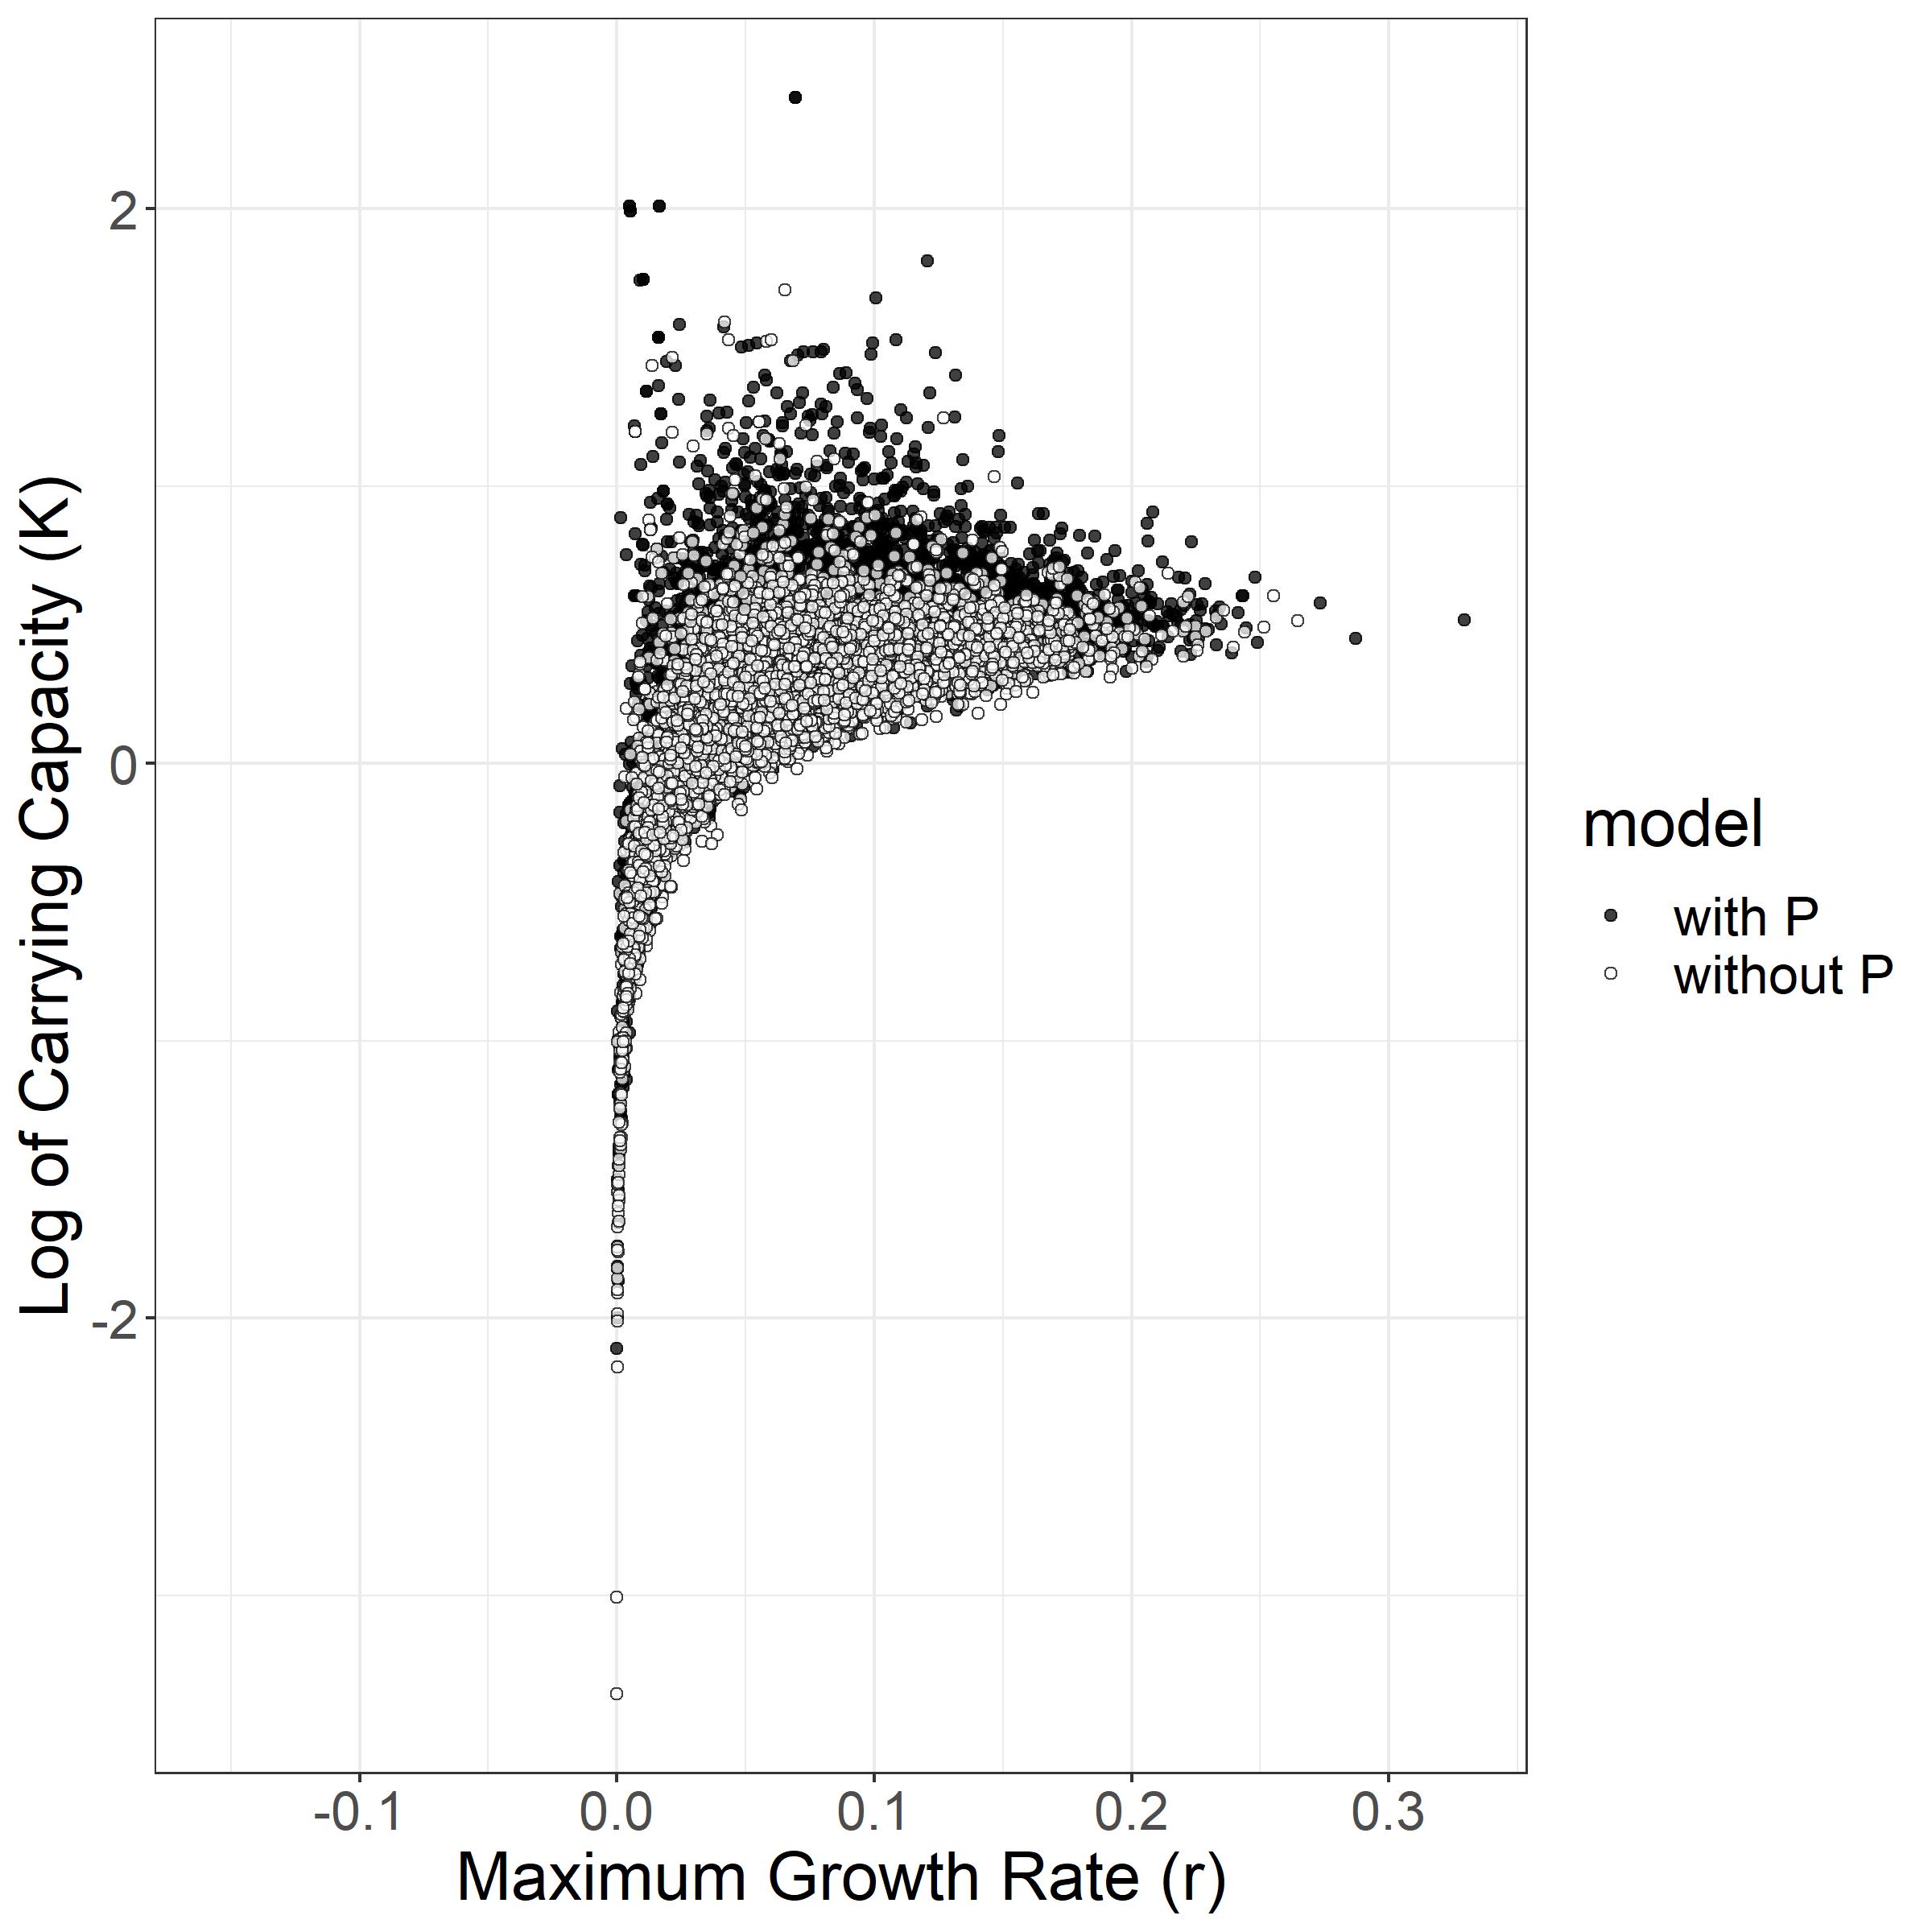 Log of Carrying Capacity (K)
2
0
-2
-0.1 0.0 0.1 0.2 0.3
Maximum Growth Rate (r)
model
with P
without P